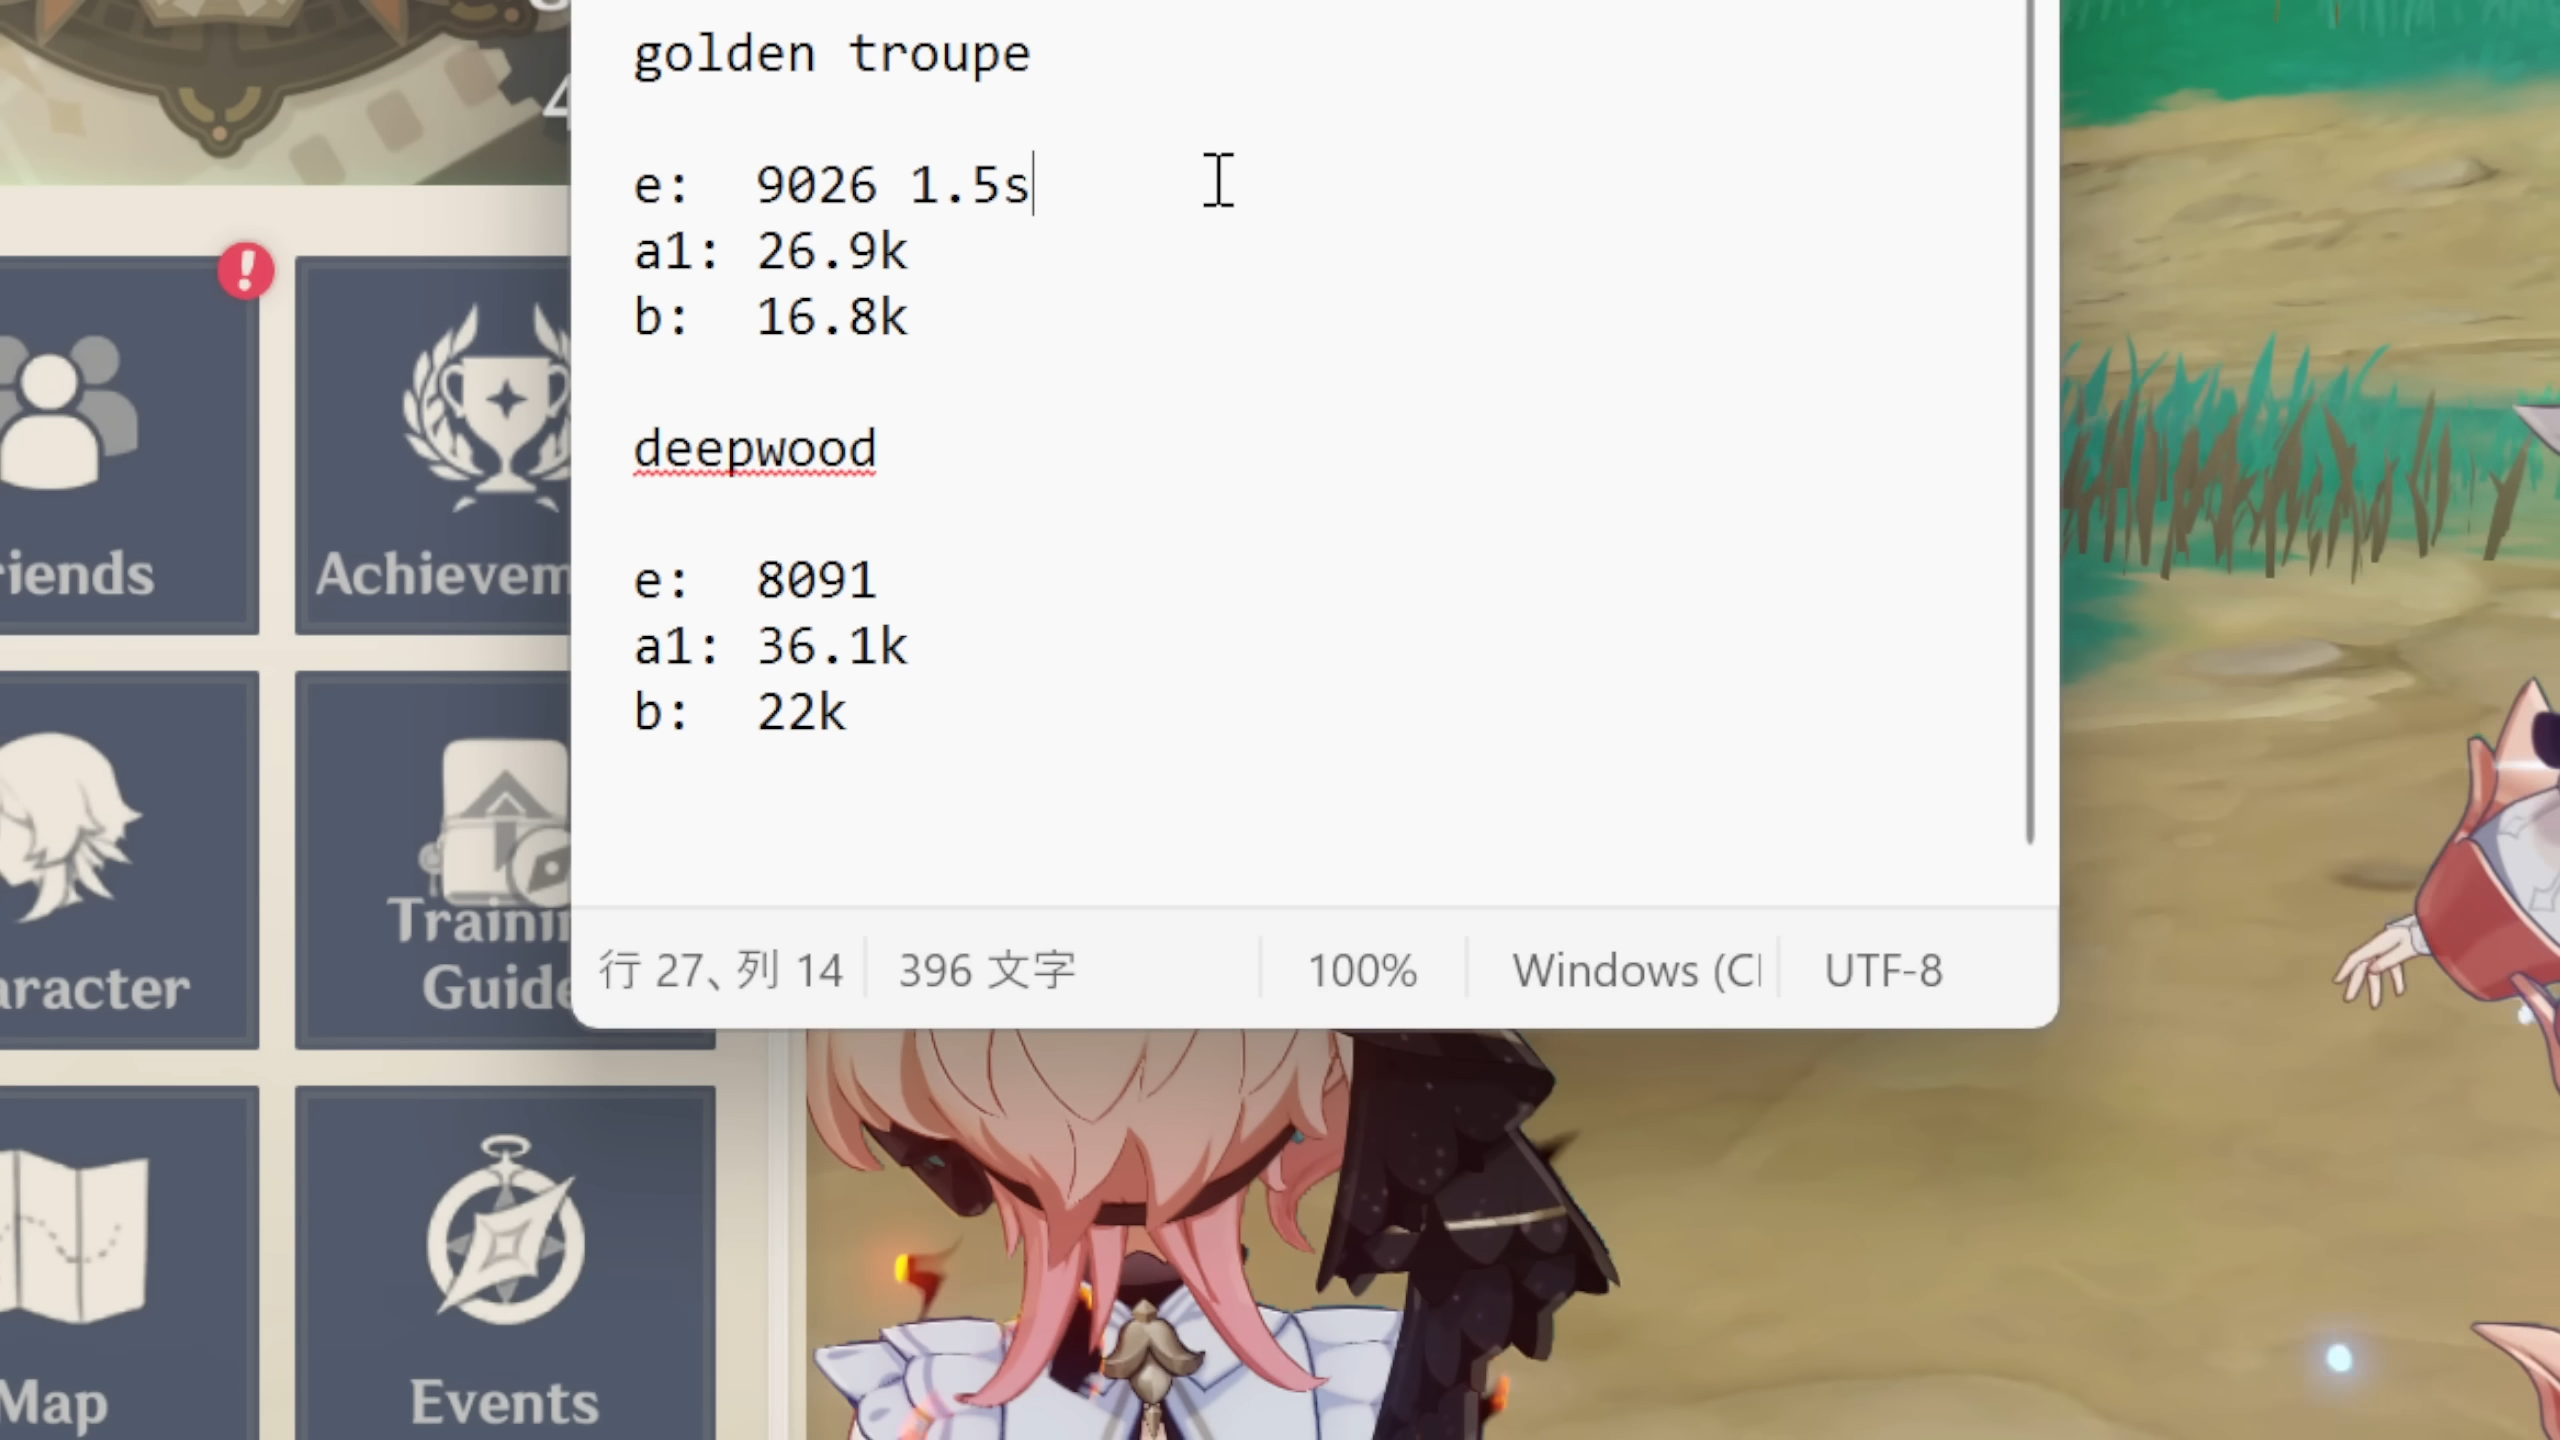 golden troupe
e: 9026 1.5s
a1: 26.9k
b: 16.8k
deepwood
e: 8091
a1: 36.1k
b: 22k
行 27、列 14
396 文字
100%
Windows (C
UTF-8
iends
Achievem
aracter
Trainin
Guide
Map
Events